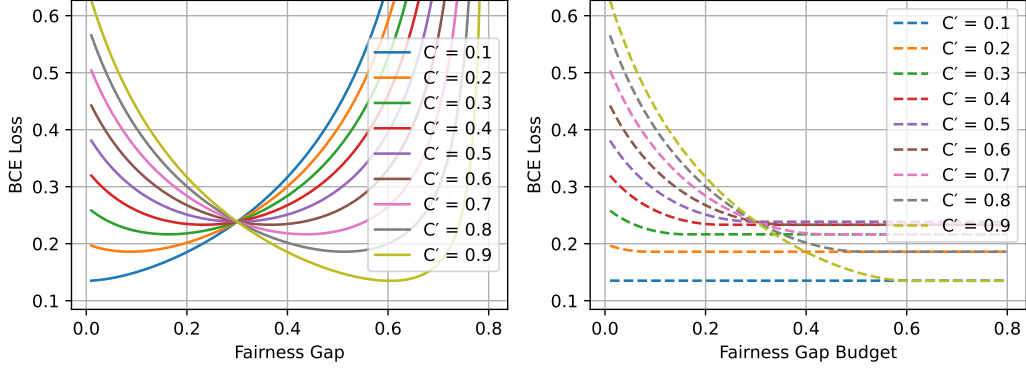 BCE Loss
0.6
0.5
0.4
0.3
0.2
0.1
0.0
0.2
0.4
0.6
0.8
Fairness Gap
C′ = 0.1
C′ = 0.2
C′ = 0.3
C′ = 0.4
C′ = 0.5
C′ = 0.6
C′ = 0.7
C′ = 0.8
C′ = 0.9
BCE Loss
0.6
0.5
0.4
0.3
0.2
0.1
0.0
0.2
0.4
0.6
0.8
Fairness Gap Budget
C′ = 0.1
C′ = 0.2
C′ = 0.3
C′ = 0.4
C′ = 0.5
C′ = 0.6
C′ = 0.7
C′ = 0.8
C′ = 0.9